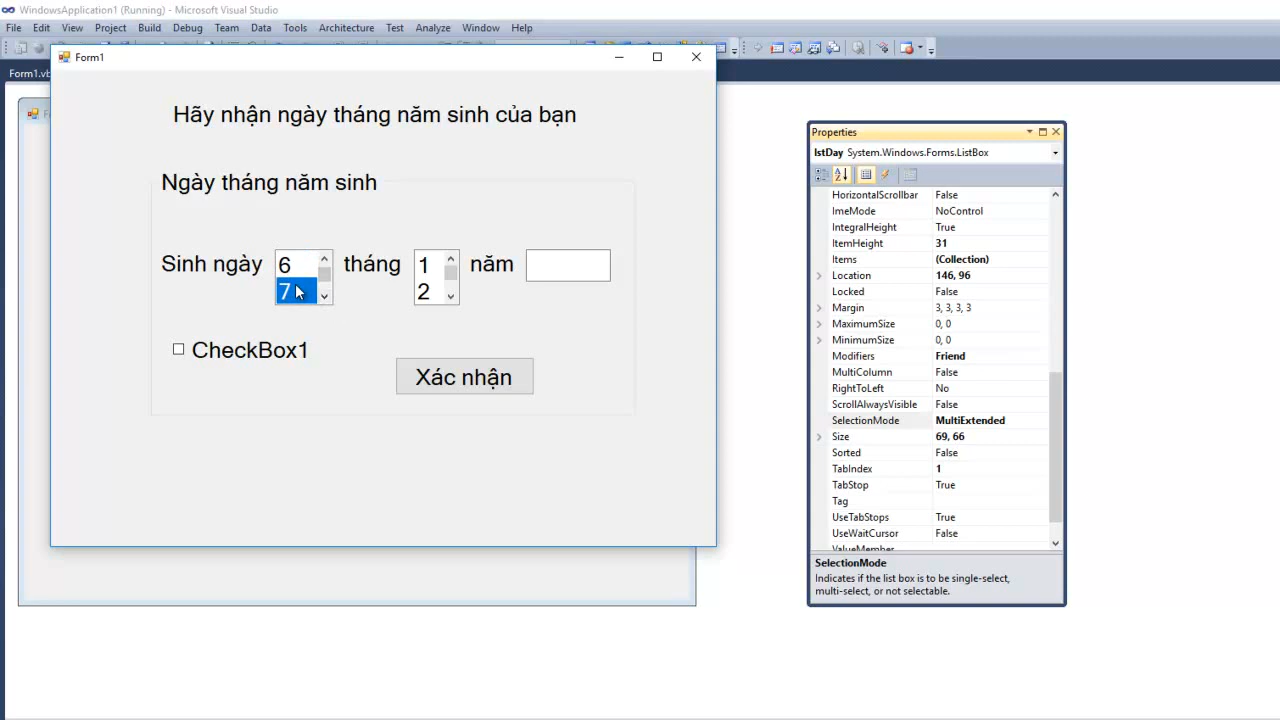 WindowsApplication1 (Running) - Microsoft Visual Studio
File Edit View Project Build Debug Team Data Tools Architecture Test Analyze Window Help
Form1.vb
Form1
Hãy nhận ngày tháng năm sinh của bạn
Ngày tháng năm sinh
Sinh ngày 6 tháng 1 năm
7 2
CheckBox1
Xác nhận
Properties
lstDay System.Windows.Forms.ListBox
HorizontalScrollbar False
ImeMode NoControl
IntegralHeight True
ItemHeight 31
Items (Collection)
Location 146, 96
Locked False
Margin 3, 3, 3, 3
MaximumSize 0, 0
MinimumSize 0, 0
Modifiers Friend
MultiColumn False
RightToLeft No
ScrollAlwaysVisible False
SelectionMode MultiExtended
Size 69, 66
Sorted False
TabIndex 1
TabStop True
Tag
UseTabStops True
UseWaitCursor False
ValueMember
SelectionMode
Indicates if the list box is to be single-select,
multi-select, or not selectable.